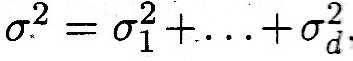 σ² = σ₁² + ... + σ_d².